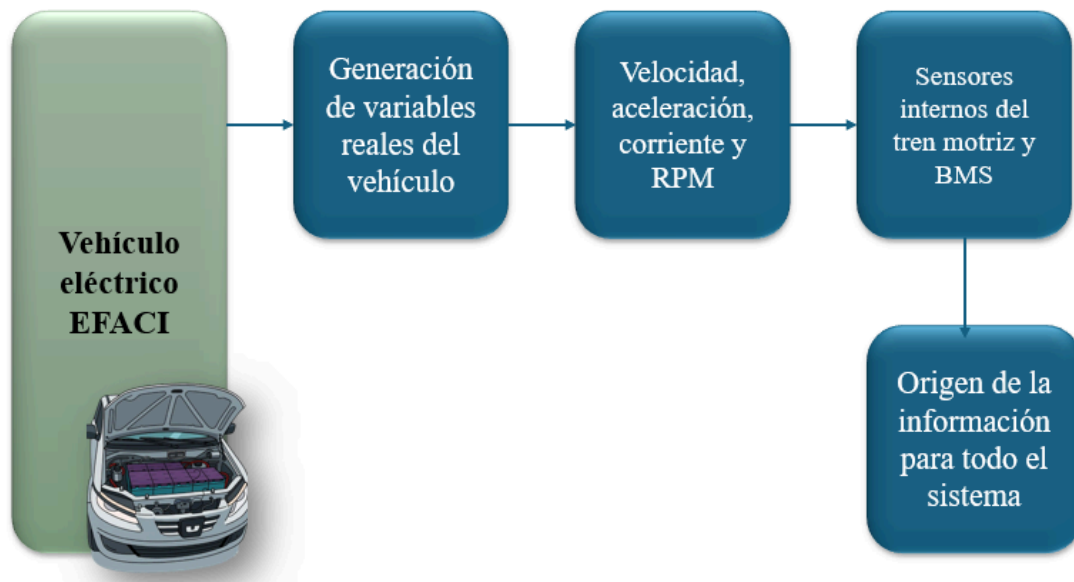 Vehículo
eléctrico
EFACI
Generación
de variables
reales del
vehículo
Velocidad,
aceleración,
corriente y
RPM
Sensores
internos del
tren motriz y
BMS
Origen de la
información
para todo el
sistema